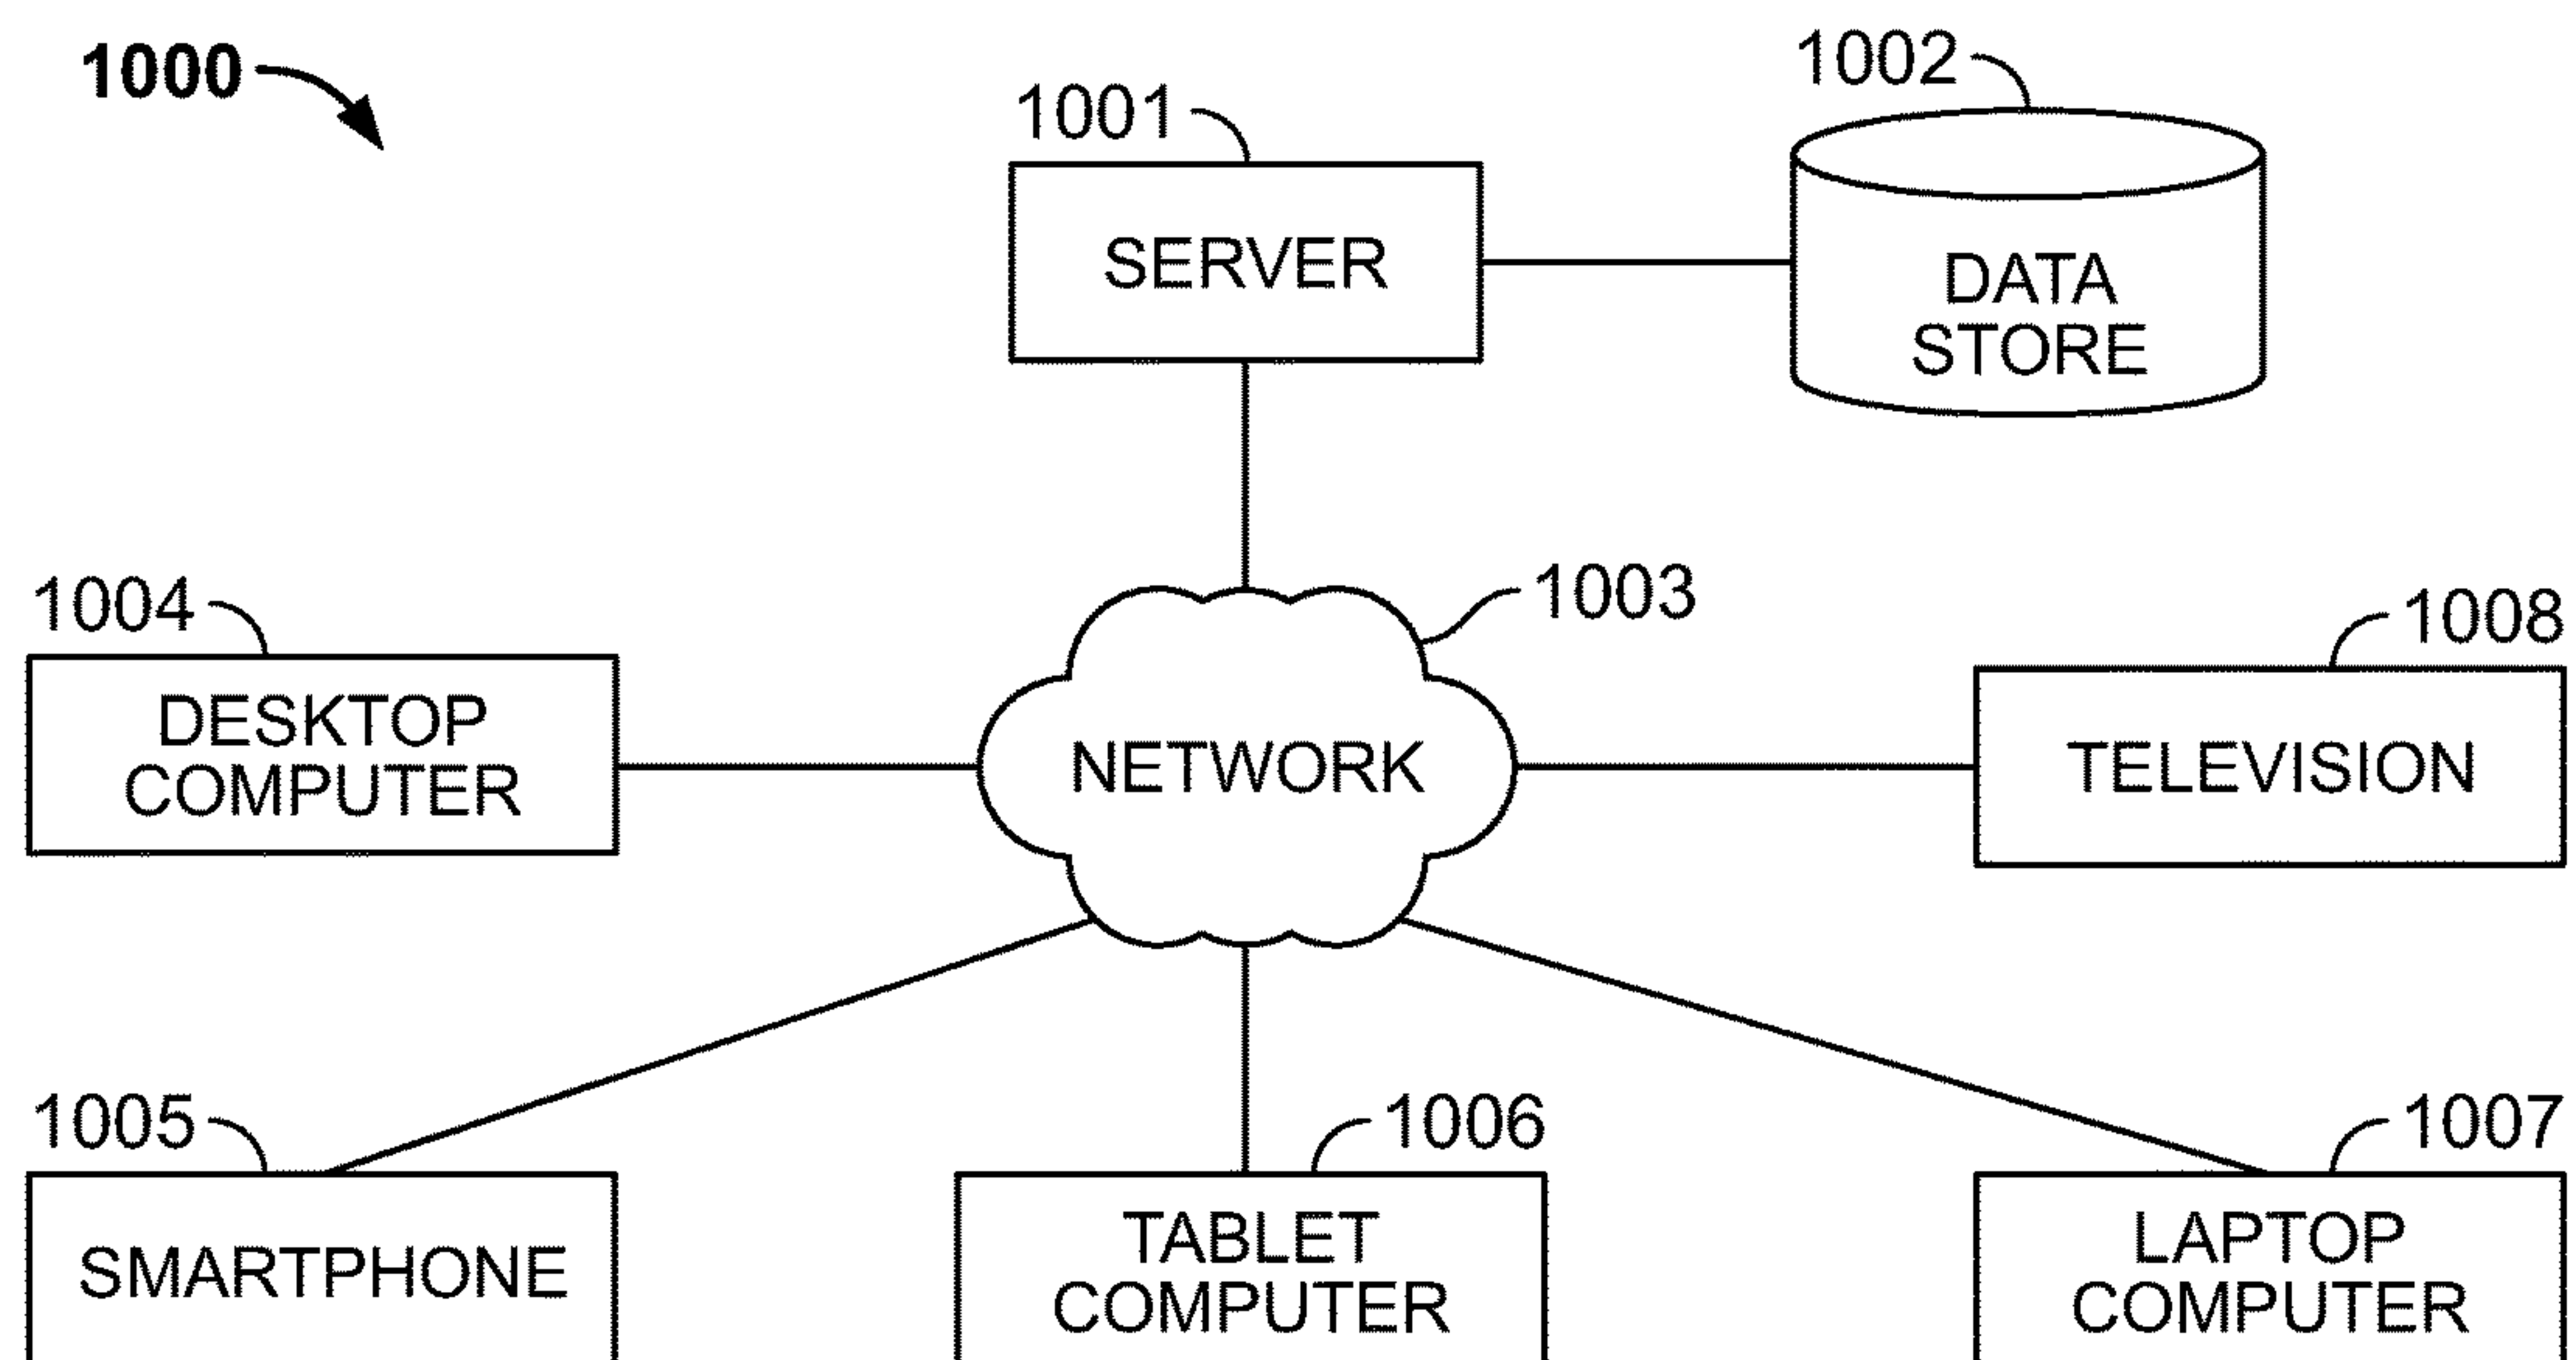 1000
1002
1001
SERVER
DATA
STORE
1003
1004
1008
DESKTOP
COMPUTER
NETWORK
TELEVISION
1005
1006
1007
SMARTPHONE
TABLET
COMPUTER
LAPTOP
COMPUTER